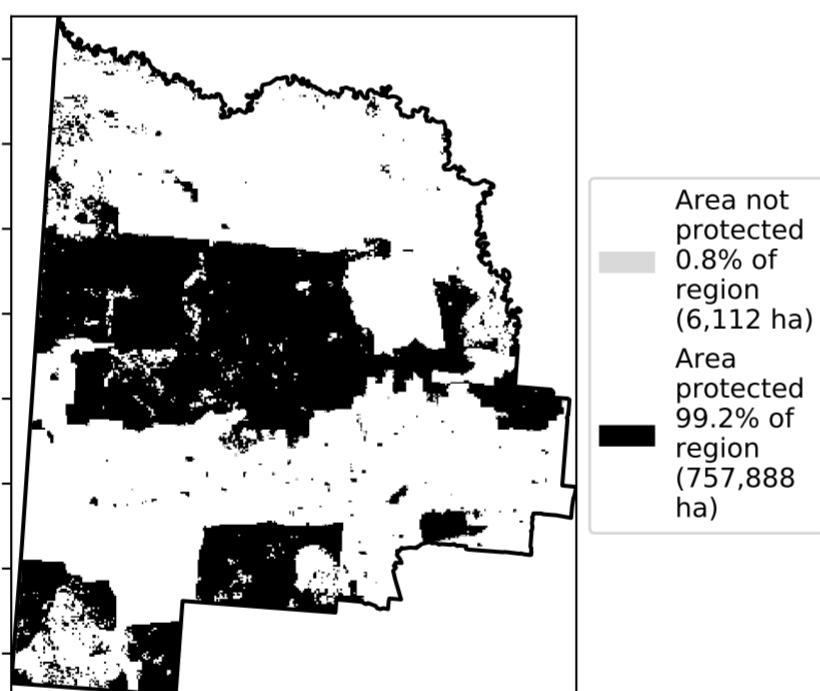 Area not
protected
0.8% of
region
(6,112 ha)
Area
protected
99.2% of
region
(757,888
ha)